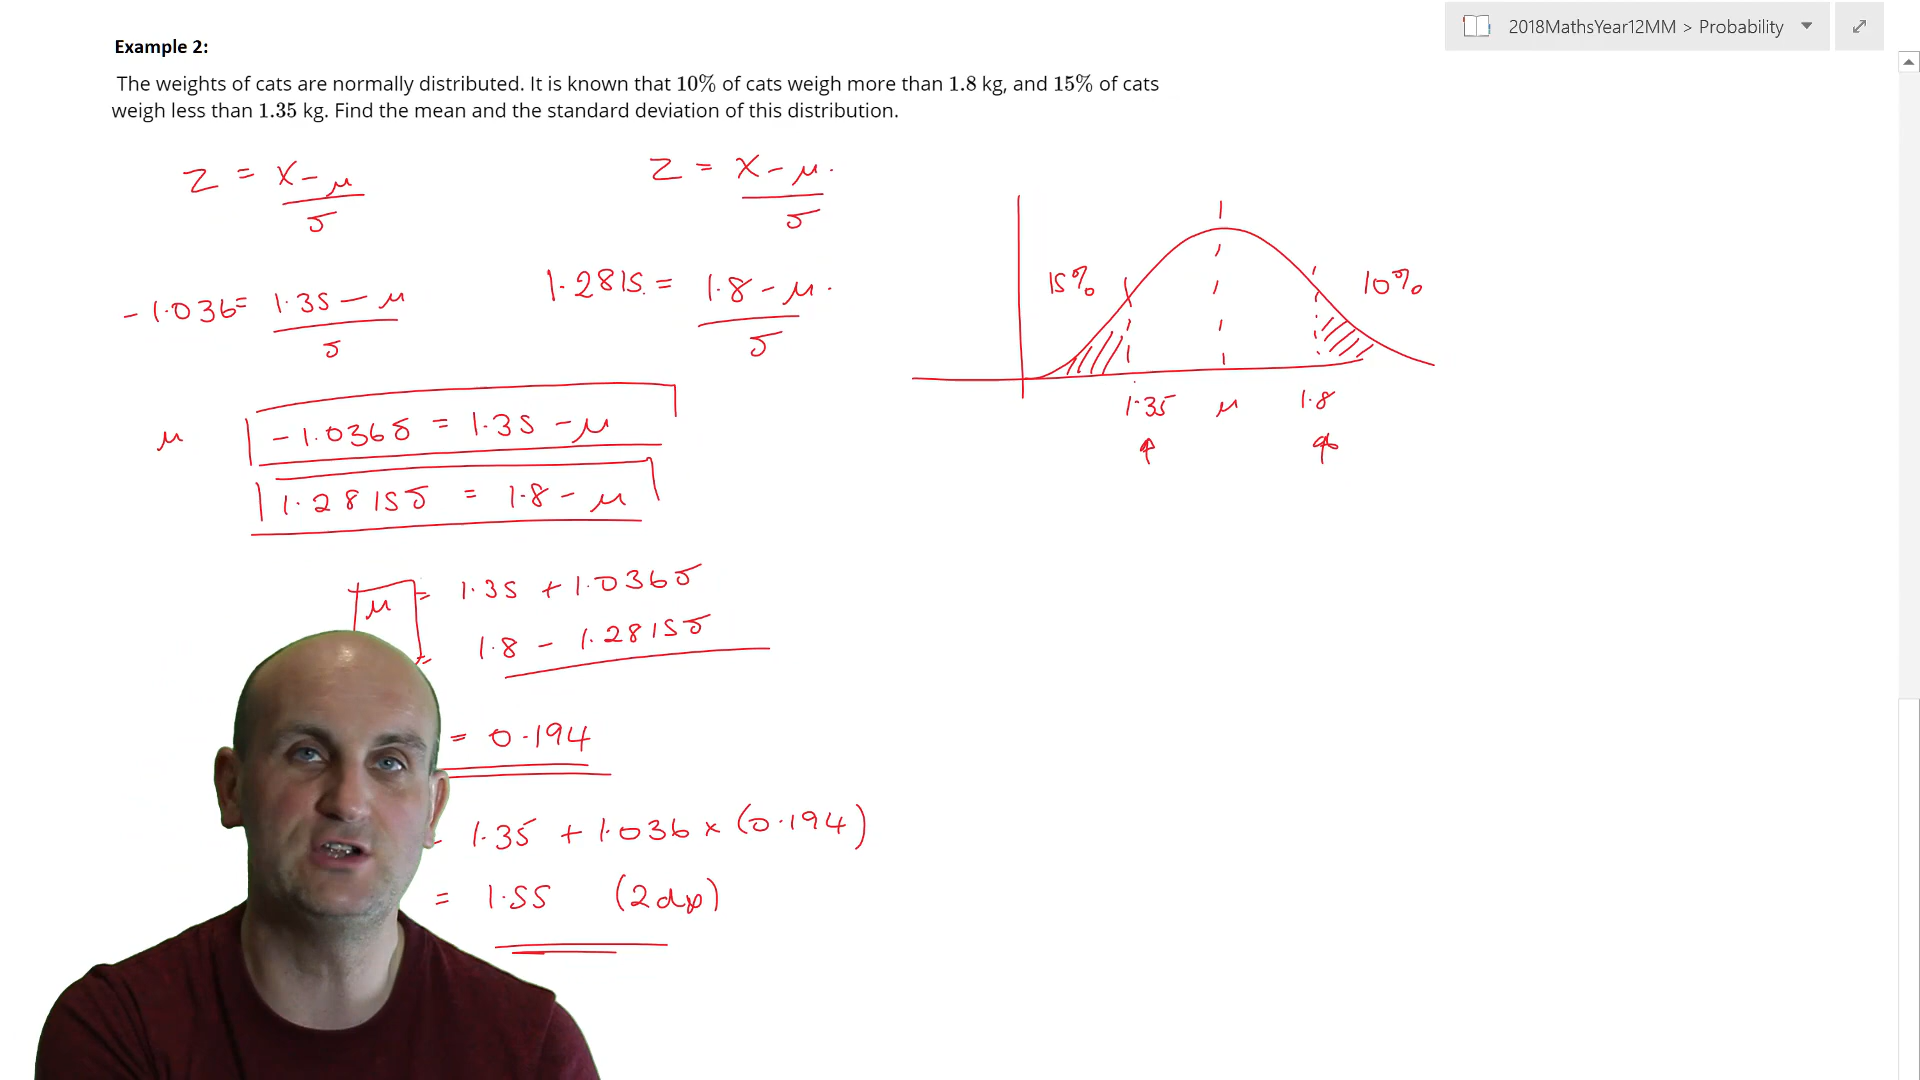 2018MathsYear12MM > Probability
Example 2:
The weights of cats are normally distributed. It is known that 10% of cats weigh more than 1.8 kg, and 15% of cats
weigh less than 1.35 kg. Find the mean and the standard deviation of this distribution.
Z = X - μ / σ
Z = X - μ / σ
-1.036 = 1.35 - μ / σ
1.2815 = 1.8 - μ / σ
μ
-1.036σ = 1.35 - μ
1.2815σ = 1.8 - μ
μ = 1.35 + 1.036σ
= 1.8 - 1.2815σ
= 0.194
= 1.35 + 1.036 x (0.194)
= 1.55 (2dp)
15%
10%
1.35 μ 1.8